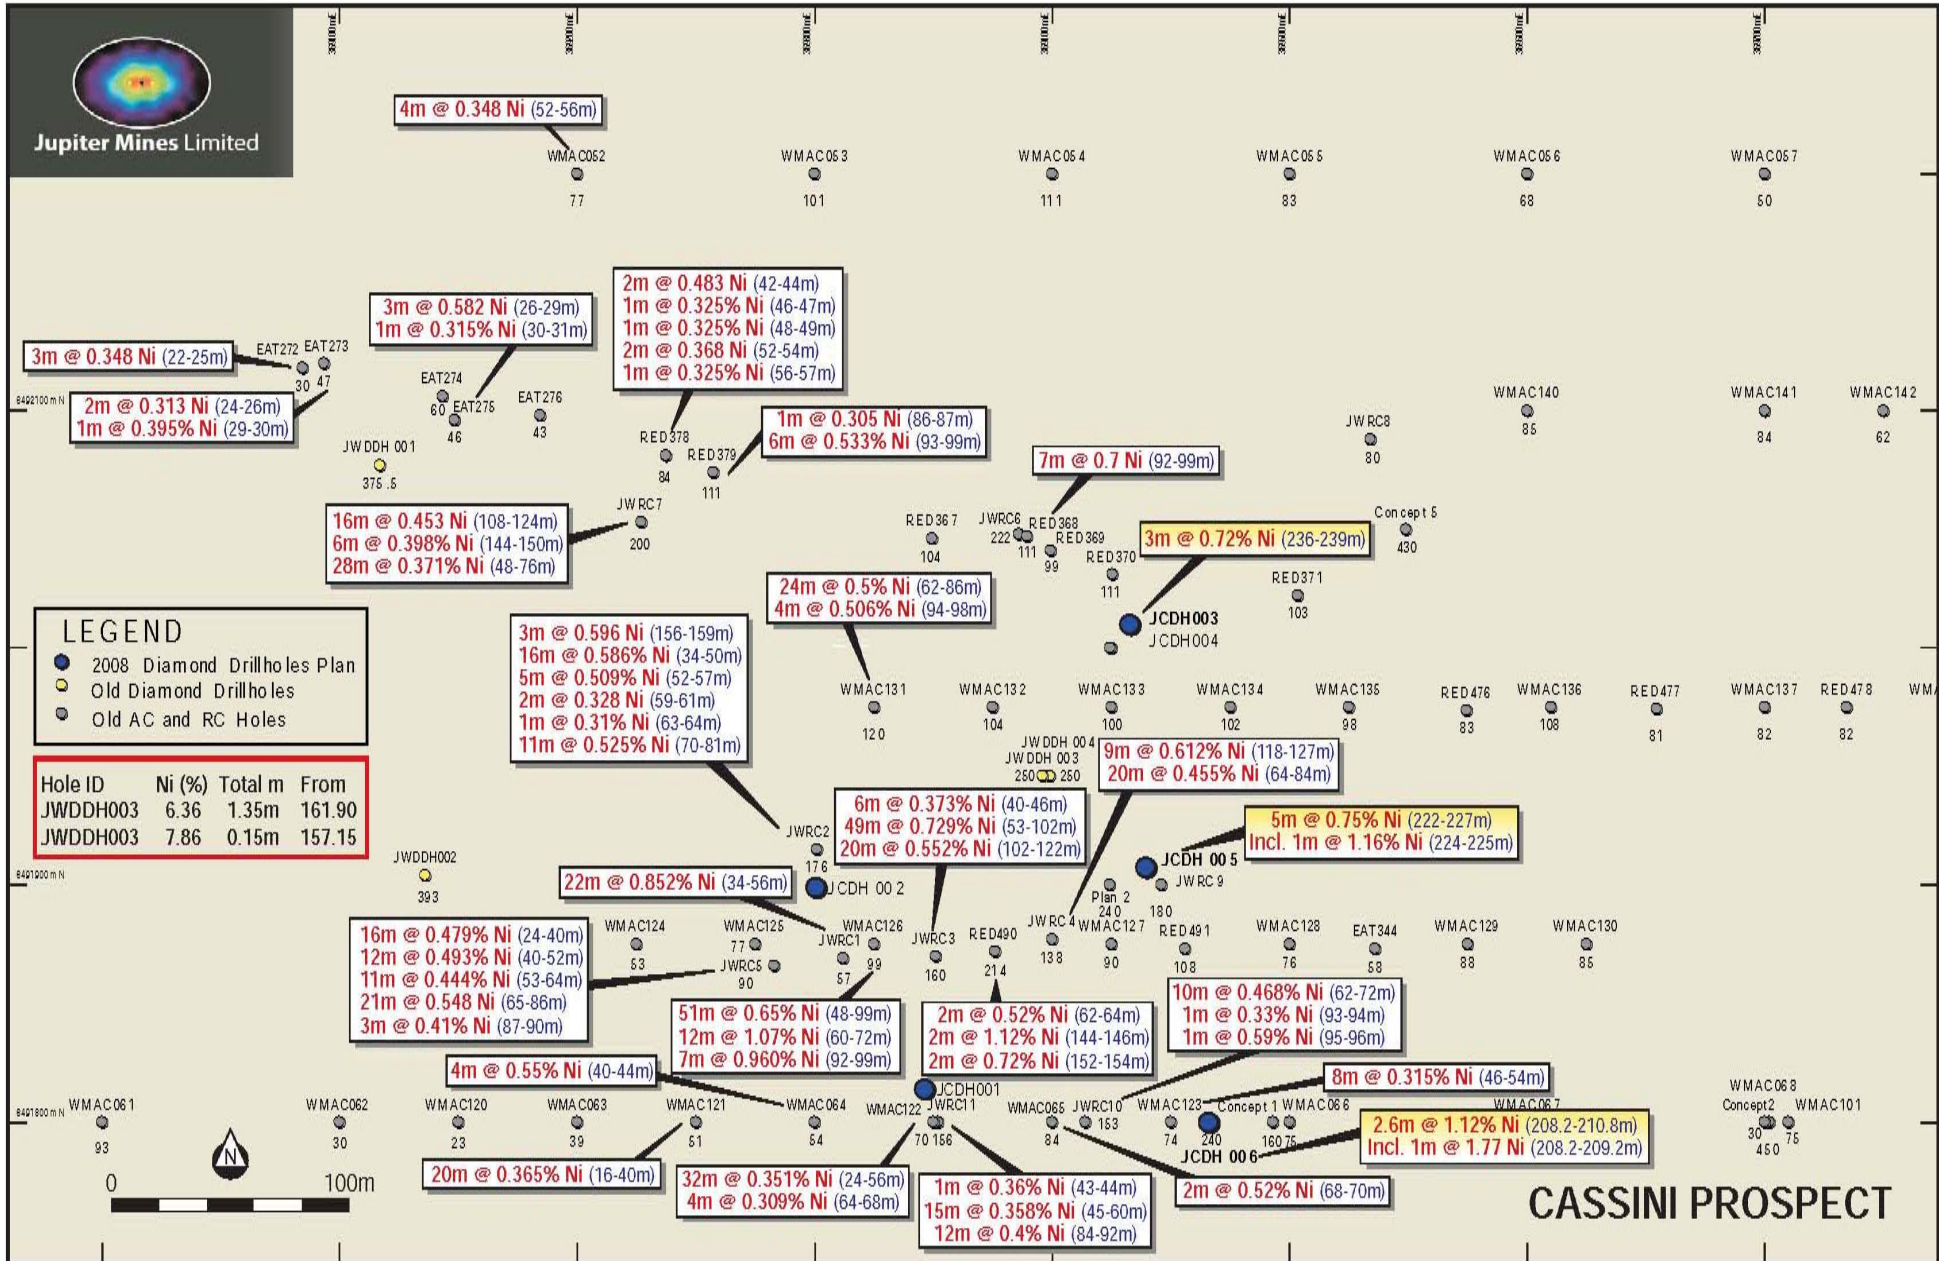 Jupiter Mines Limited
4m @ 0.348 Ni (52-56m)
WMAC052
77
WMAC053
101
WMAC054
111
WMAC055
83
WMAC056
68
WMAC057
50
2m @ 0.483 Ni (42-44m)
1m @ 0.325% Ni (46-47m)
1m @ 0.325% Ni (48-49m)
2m @ 0.368 Ni (52-54m)
1m @ 0.325% Ni (56-57m)
3m @ 0.582 Ni (26-29m)
1m @ 0.315% Ni (30-31m)
3m @ 0.348 Ni (22-25m)
EAT272
30
EAT273
47
2m @ 0.313 Ni (24-26m)
1m @ 0.395% Ni (29-30m)
6492100mN
EAT274
60
EAT275
46
EAT276
43
JWDDH 001
375.5
RED378
84
RED379
111
1m @ 0.305 Ni (86-87m)
6m @ 0.533% Ni (93-99m)
7m @ 0.7 Ni (92-99m)
JWRC8
80
WMAC140
85
WMAC141
84
WMAC142
62
16m @ 0.453 Ni (108-124m)
6m @ 0.398% Ni (144-150m)
28m @ 0.371% Ni (48-76m)
JWRC7
200
RED367
104
JWRC6
222
RED368
111
RED369
99
RED370
111
3m @ 0.72% Ni (236-239m)
Concept 5
430
RED371
103
24m @ 0.5% Ni (62-86m)
4m @ 0.506% Ni (94-98m)
JCDH003
JCDH004
LEGEND
2008 Diamond Drillholes Plan
Old Diamond Drillholes
Old AC and RC Holes
3m @ 0.596 Ni (156-159m)
16m @ 0.586% Ni (34-50m)
5m @ 0.509% Ni (52-57m)
2m @ 0.328 Ni (59-61m)
1m @ 0.31% Ni (63-64m)
11m @ 0.525% Ni (70-81m)
WMAC131
120
WMAC132
104
WMAC133
100
WMAC134
102
WMAC135
98
RED476
83
WMAC136
108
RED477
81
WMAC137
82
RED478
82
WM
JWDDH 004
JWDDH 003
250 250
9m @ 0.612% Ni (118-127m)
20m @ 0.455% Ni (64-84m)
Hole ID Ni (%) Total m From
JWDDH003 6.36 1.35m 161.90
JWDDH003 7.86 0.15m 157.15
6m @ 0.373% Ni (40-46m)
49m @ 0.729% Ni (53-102m)
20m @ 0.552% Ni (102-122m)
5m @ 0.75% Ni (222-227m)
Incl. 1m @ 1.16% Ni (224-225m)
JWRC2
176
JWDDH002
393
6491900mN
22m @ 0.852% Ni (34-56m)
JCDH 002
JCDH 005
JWRC9
180
Plan 2
240
16m @ 0.479% Ni (24-40m)
12m @ 0.493% Ni (40-52m)
11m @ 0.444% Ni (53-64m)
21m @ 0.548 Ni (65-86m)
3m @ 0.41% Ni (87-90m)
WMAC124
53
WMAC125
77
JWRC5
90
JWRC1
57
WMAC126
99
JWRC3
160
RED490
214
JWRC4
138
WMAC127
90
RED491
108
WMAC128
76
EAT344
58
WMAC129
88
WMAC130
85
51m @ 0.65% Ni (48-99m)
12m @ 1.07% Ni (60-72m)
7m @ 0.960% Ni (92-99m)
2m @ 0.52% Ni (62-64m)
2m @ 1.12% Ni (144-146m)
2m @ 0.72% Ni (152-154m)
10m @ 0.468% Ni (62-72m)
1m @ 0.33% Ni (93-94m)
1m @ 0.59% Ni (95-96m)
4m @ 0.55% Ni (40-44m)
JCDH001
8m @ 0.315% Ni (46-54m)
6491800mN
WMAC061
93
WMAC062
30
WMAC120
23
WMAC063
39
WMAC121
51
WMAC064
54
WMAC122
70
JWRC11
156
WMAC065
84
JWRC10
153
WMAC123
74
240
JCDH 006
Concept 1
160
WMAC066
75
WMAC067
WMAC068
Concept2
30
450
WMAC101
75
2.6m @ 1.12% Ni (208.2-210.8m)
Incl. 1m @ 1.77 Ni (208.2-209.2m)
N
0 100m
20m @ 0.365% Ni (16-40m)
32m @ 0.351% Ni (24-56m)
4m @ 0.309% Ni (64-68m)
1m @ 0.36% Ni (43-44m)
15m @ 0.358% Ni (45-60m)
12m @ 0.4% Ni (84-92m)
2m @ 0.52% Ni (68-70m)
CASSINI PROSPECT